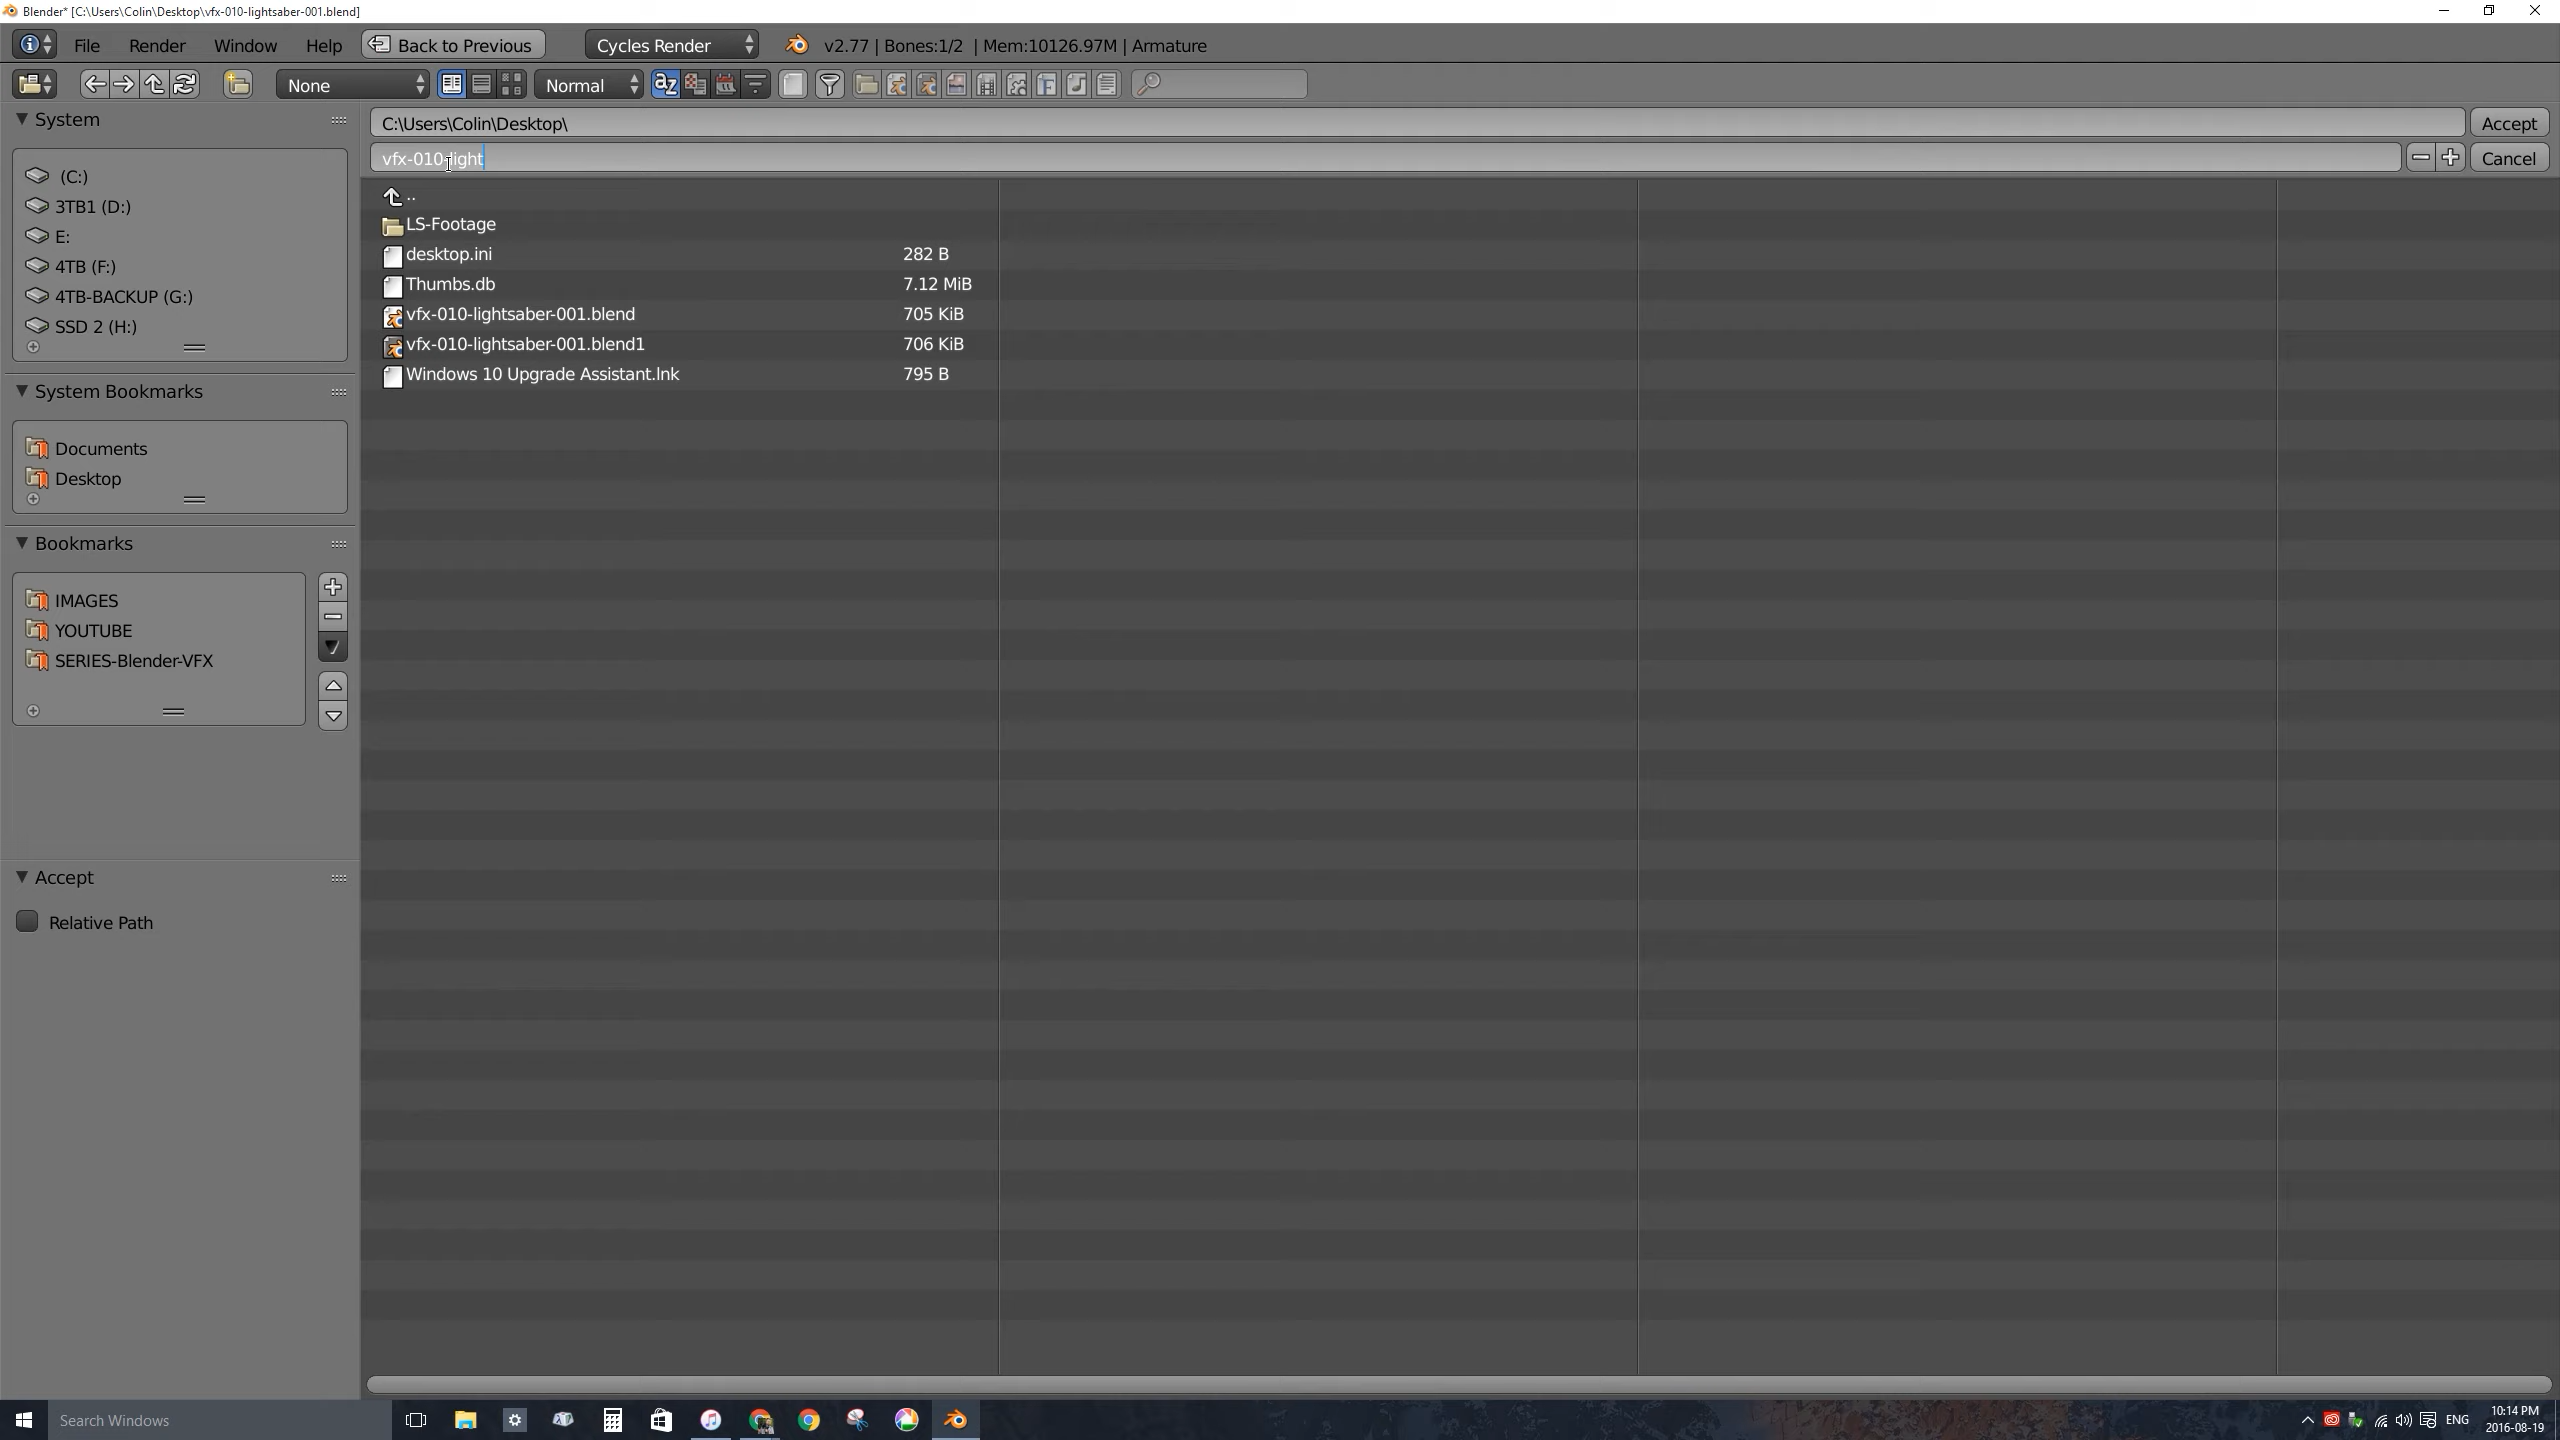 Blender* [C:\Users\Colin\Desktop\vfx-010-lightsaber-001.blend]
File Render Window Help Back to Previous Cycles Render v2.77 | Bones:1/2 | Mem:10126.97M | Armature
None Normal
System
(C:)
3TB1 (D:)
E:
4TB (F:)
4TB-BACKUP (G:)
SSD 2 (H:)
System Bookmarks
Documents
Desktop
Bookmarks
IMAGES
YOUTUBE
SERIES-Blender-VFX
Accept
Relative Path
C:\Users\Colin\Desktop\ Accept
vfx-010-light Cancel
..
LS-Footage
desktop.ini 282 B
Thumbs.db 7.12 MiB
vfx-010-lightsaber-001.blend 705 KiB
vfx-010-lightsaber-001.blend1 706 KiB
Windows 10 Upgrade Assistant.lnk 795 B
Search Windows
ENG
10:14 PM
2016-08-19